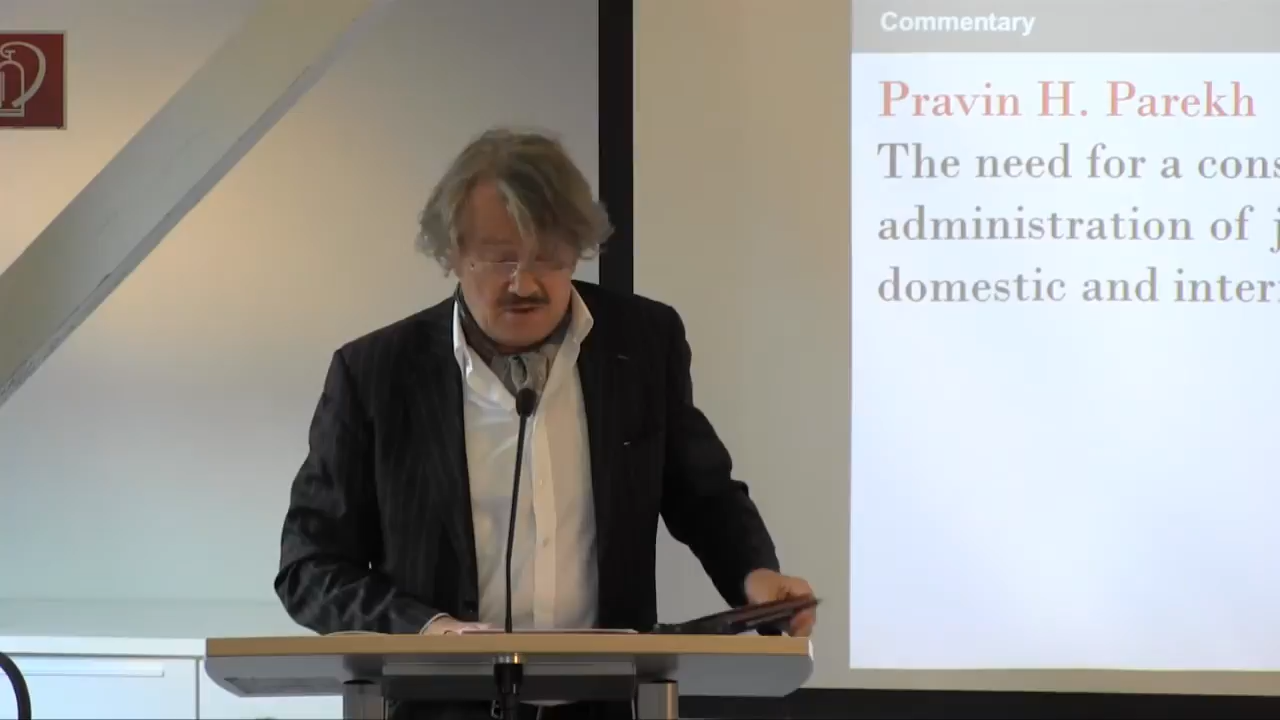 Commentary
Pravin H. Parekh
The need for a
administration of
domestic and